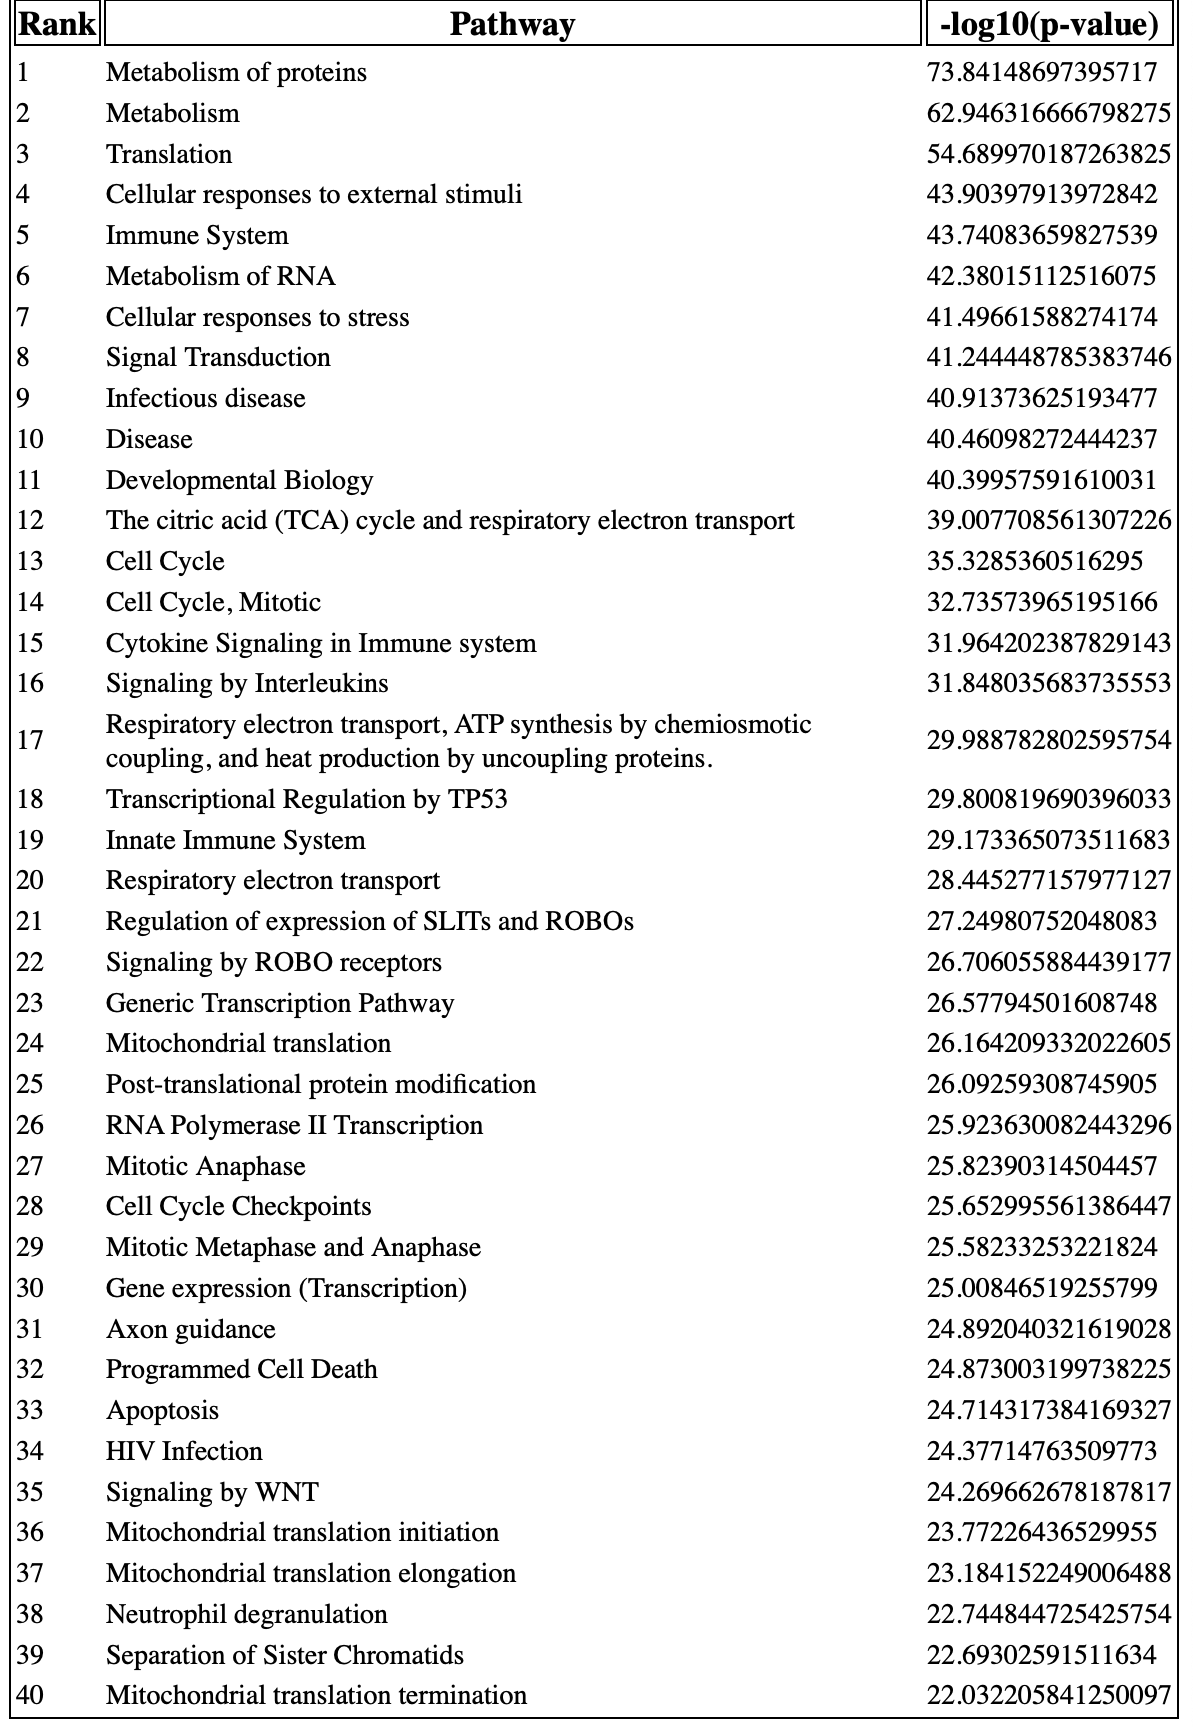 Rank Pathway -log10(p-value)
1 Metabolism of proteins 73.84148697395717
2 Metabolism 62.946316666798275
3 Translation 54.689970187263825
4 Cellular responses to external stimuli 43.90397913972842
5 Immune System 43.74083659827539
6 Metabolism of RNA 42.38015112516075
7 Cellular responses to stress 41.49661588274174
8 Signal Transduction 41.244448785383746
9 Infectious disease 40.91373625193477
10 Disease 40.46098272444237
11 Developmental Biology 40.39957591610031
12 The citric acid (TCA) cycle and respiratory electron transport 39.007708561307226
13 Cell Cycle 35.3285360516295
14 Cell Cycle, Mitotic 32.73573965195166
15 Cytokine Signaling in Immune system 31.964202387829143
16 Signaling by Interleukins 31.848035683735553
17 Respiratory electron transport, ATP synthesis by chemiosmotic
coupling, and heat production by uncoupling proteins. 29.988782802595754
18 Transcriptional Regulation by TP53 29.800819690396033
19 Innate Immune System 29.173365073511683
20 Respiratory electron transport 28.445277157977127
21 Regulation of expression of SLITs and ROBOs 27.24980752048083
22 Signaling by ROBO receptors 26.706055884439177
23 Generic Transcription Pathway 26.57794501608748
24 Mitochondrial translation 26.164209332022605
25 Post-translational protein modification 26.09259308745905
26 RNA Polymerase II Transcription 25.923630082443296
27 Mitotic Anaphase 25.82390314504457
28 Cell Cycle Checkpoints 25.652995561386447
29 Mitotic Metaphase and Anaphase 25.58233253221824
30 Gene expression (Transcription) 25.00846519255799
31 Axon guidance 24.892040321619028
32 Programmed Cell Death 24.873003199738225
33 Apoptosis 24.714317384169327
34 HIV Infection 24.37714763509773
35 Signaling by WNT 24.269662678187817
36 Mitochondrial translation initiation 23.77226436529955
37 Mitochondrial translation elongation 23.184152249006488
38 Neutrophil degranulation 22.744844725425754
39 Separation of Sister Chromatids 22.69302591511634
40 Mitochondrial translation termination 22.032205841250097